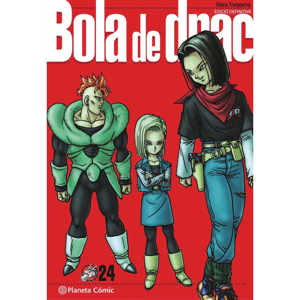 Akira Toriyama
Bola de drac
EDICIÓ DEFINITIVA
24
Planeta Cómic